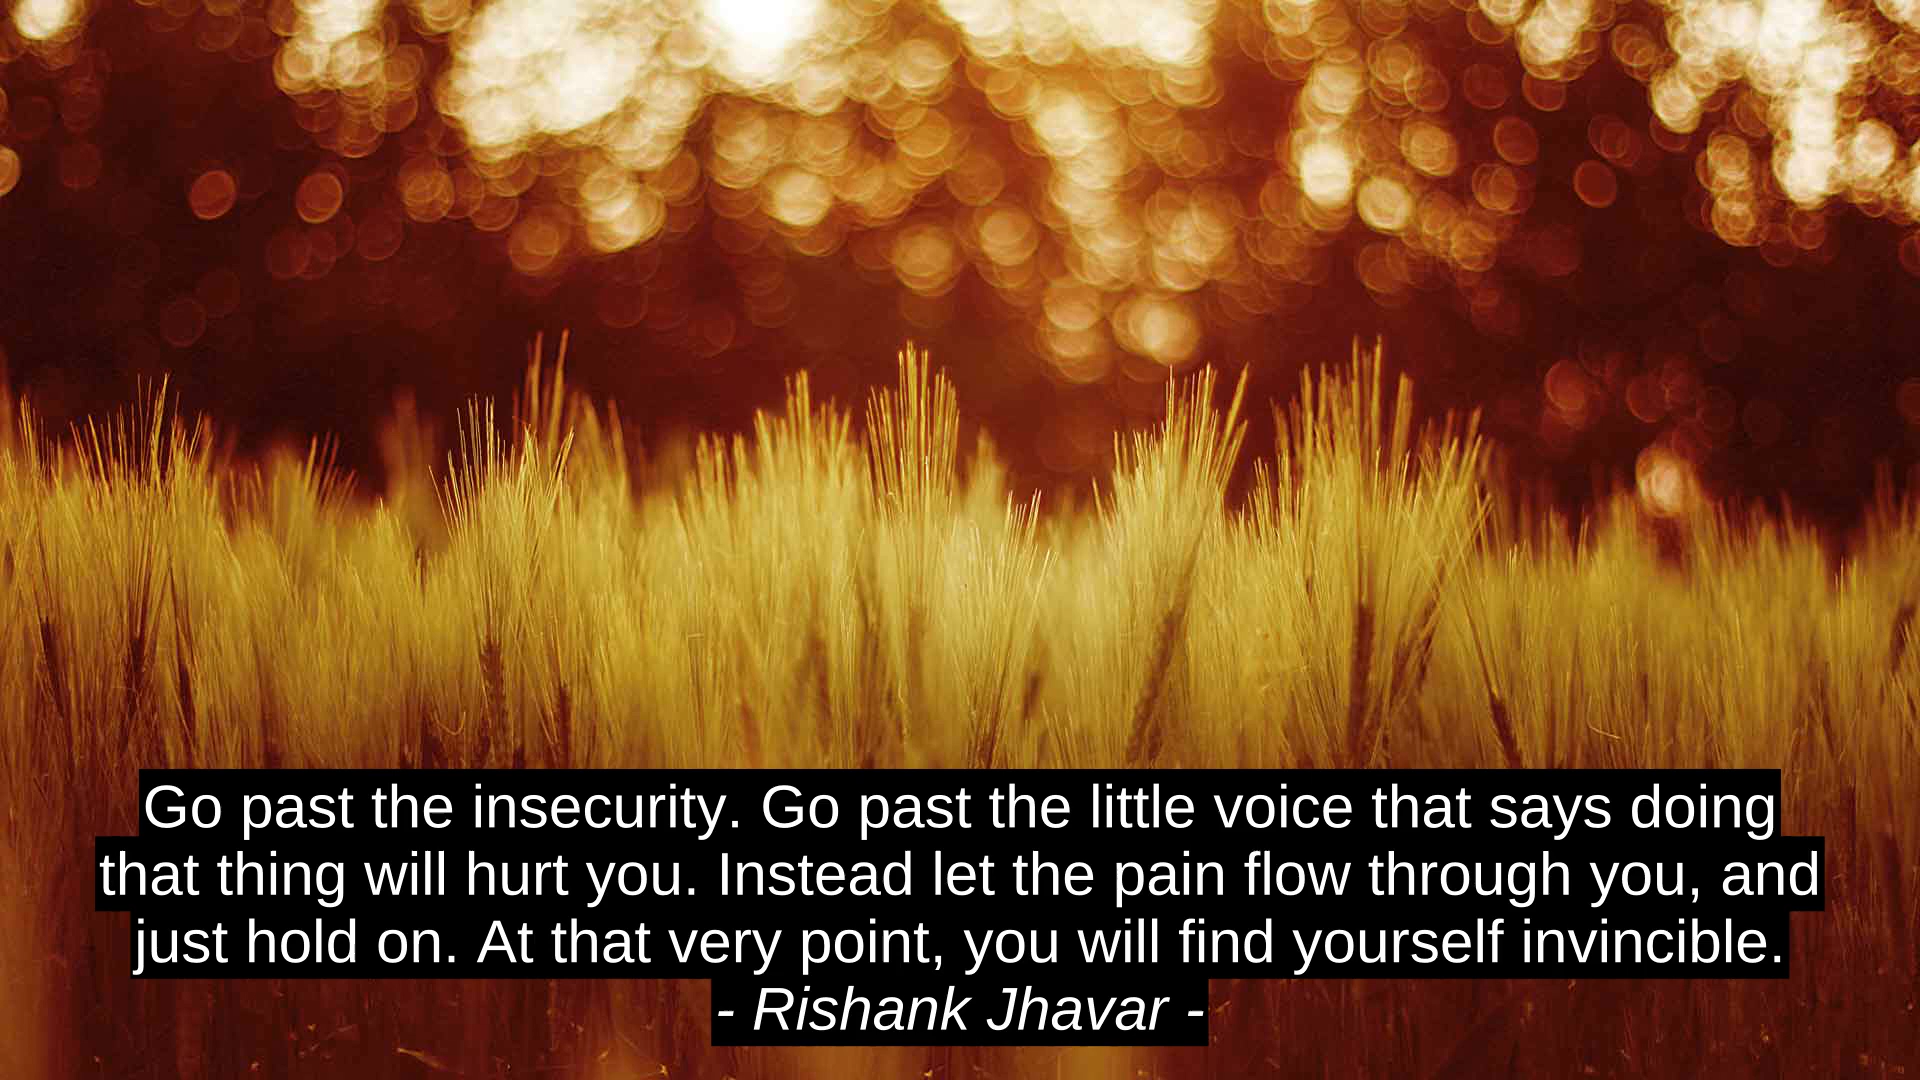 Go past the insecurity. Go past the little voice that says doing
that thing will hurt you. Instead let the pain flow through you, and
just hold on. At that very point, you will find yourself invincible.
- Rishank Jhavar -